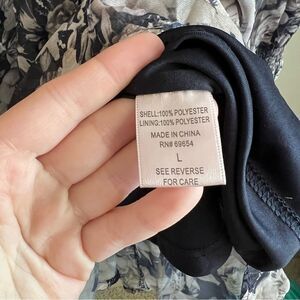 SHELL:100% POLYESTER
LINING:100% POLYESTER
MADE IN CHINA
RN# 69654
L
SEE REVERSE
FOR CARE